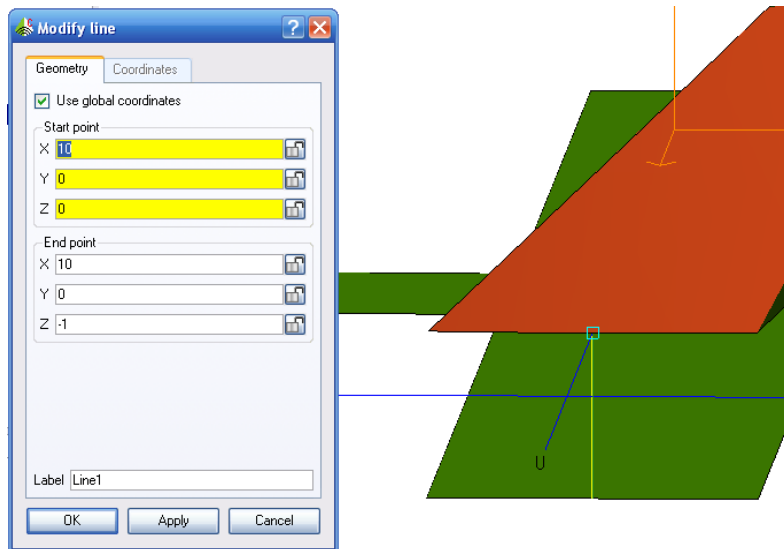 Modify line
Geometry Coordinates
Use global coordinates
Start point
X 10
Y 0
Z 0
End point
X 10
Y 0
Z -1
U
Label Line1
OK Apply Cancel